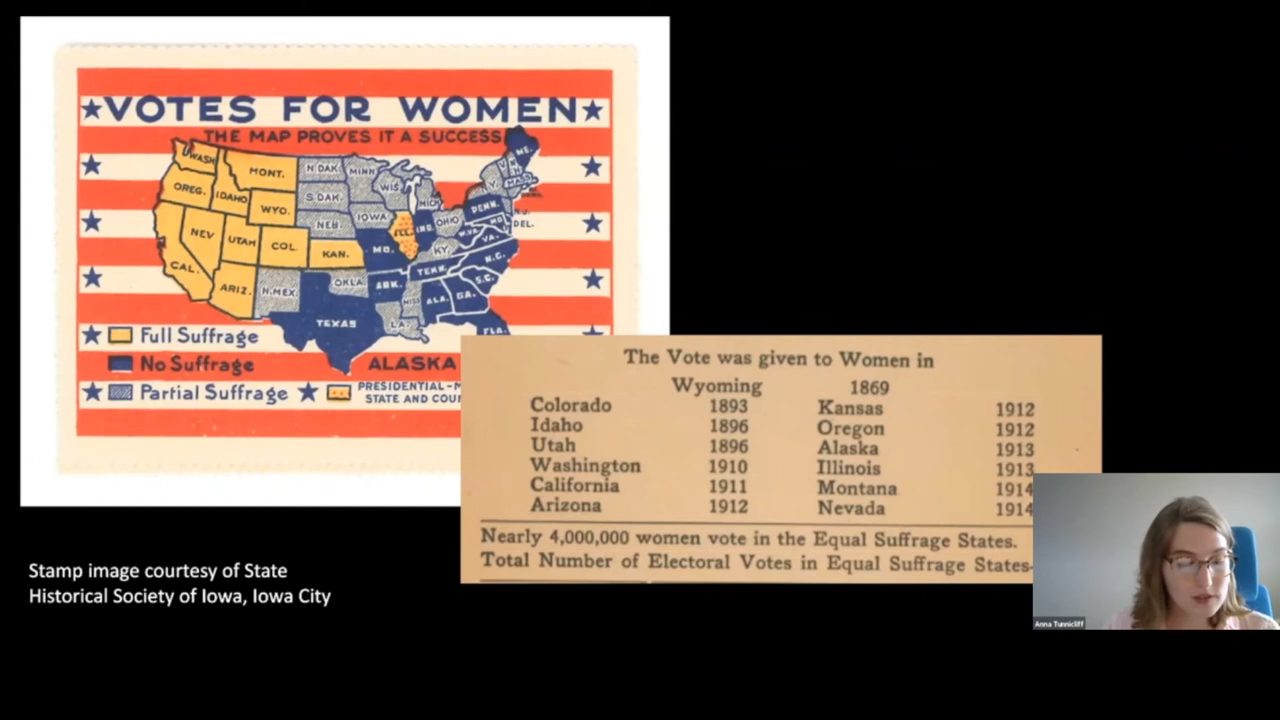 VOTES FOR WOMEN
THE MAP PROVES IT A SUCCESS
WASH
MONT.
N.DAK.
MINN
ME.
OREG.
IDAHO
S.DAK.
WIS
MICH
N.Y.
MASS.
WYO.
NEB.
IOWA
ILL.
IND.
OHIO
PENN.
N.J.
DEL.
MD.
NEV
UTAH
COL.
KAN.
MO.
KY.
W.VA.
VA.
CAL.
ARIZ.
N.MEX.
OKLA.
ARK.
TENN.
N.C.
S.C.
TEXAS
LA.
MISS
ALA.
GA.
FLA.
Full Suffrage
No Suffrage
ALASKA
Partial Suffrage
PRESIDENTIAL-M
STATE AND COU
The Vote was given to Women in
Wyoming 1869
Colorado 1893 Kansas 1912
Idaho 1896 Oregon 1912
Utah 1896 Alaska 1913
Washington 1910 Illinois 1913
California 1911 Montana 1914
Arizona 1912 Nevada 1914
Nearly 4,000,000 women vote in the Equal Suffrage States.
Total Number of Electoral Votes in Equal Suffrage States-
Stamp image courtesy of State
Historical Society of Iowa, Iowa City
Anna Tunnicliff